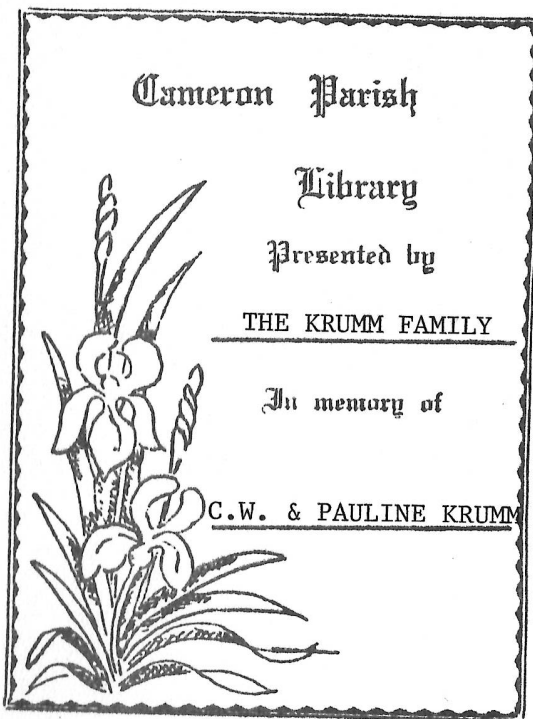 Cameron Parish
Library
Presented by
THE KRUMM FAMILY
In memory of
C.W. & PAULINE KRUMM